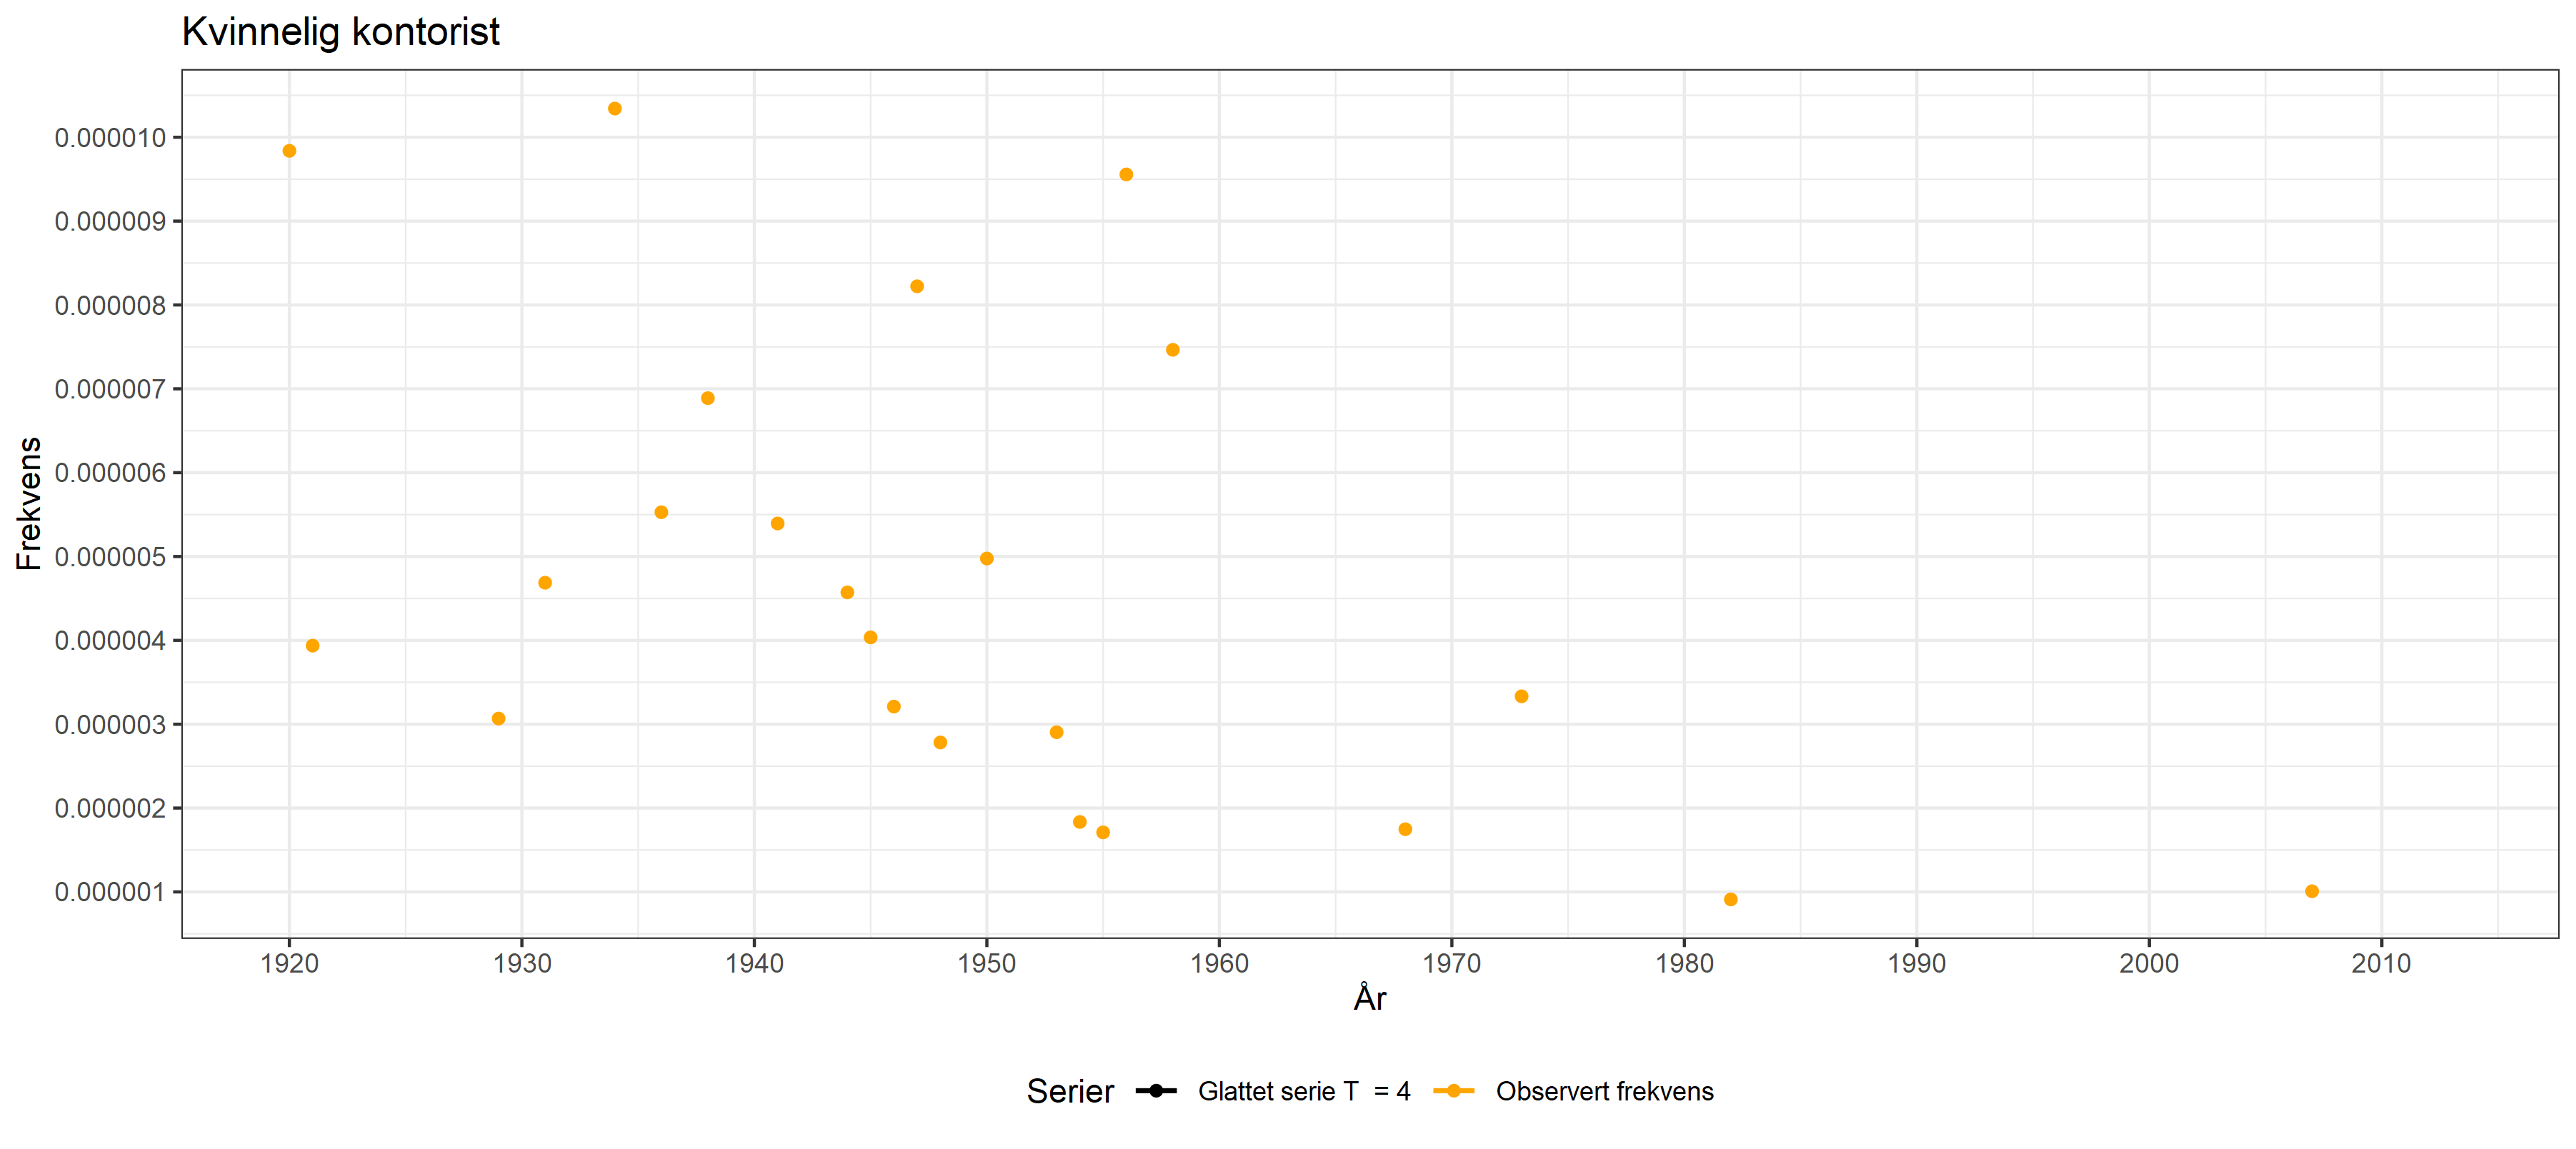 Kvinnelig kontorist
Frekvens
0.000010
0.000009
0.000008
0.000007
0.000006
0.000005
0.000004
0.000003
0.000002
0.000001
1920 1930 1940 1950 1960 1970 1980 1990 2000 2010
År
Serier Glattet serie T = 4 Observert frekvens